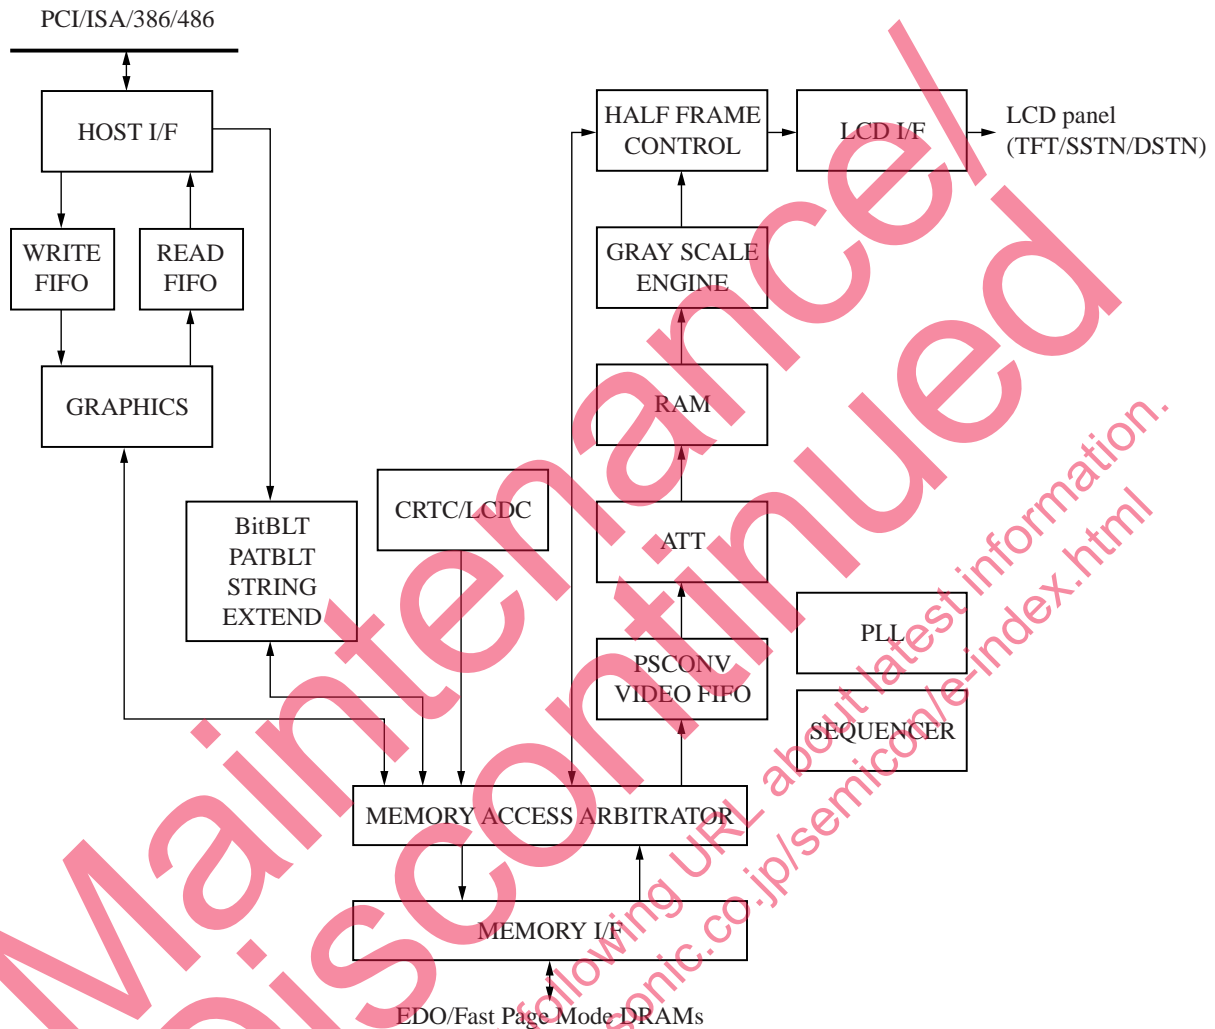 PCI/ISA/386/486
HOST I/F
HALF FRAME
CONTROL
LCD I/F
LCD panel
(TFT/SSTN/DSTN)
WRITE
FIFO
READ
FIFO
GRAY SCALE
ENGINE
GRAPHICS
RAM
BitBLT
PATBLT
STRING
EXTEND
CRTC/LCDC
ATT
PSCONV
VIDEO FIFO
PLL
SEQUENCER
MEMORY ACCESS ARBITRATOR
MEMORY I/F
EDO/Fast Page Mode DRAMs
Maintenance/
Discontinued
following URL about latest information.
sonic.co.jp/semicon/e-index.html